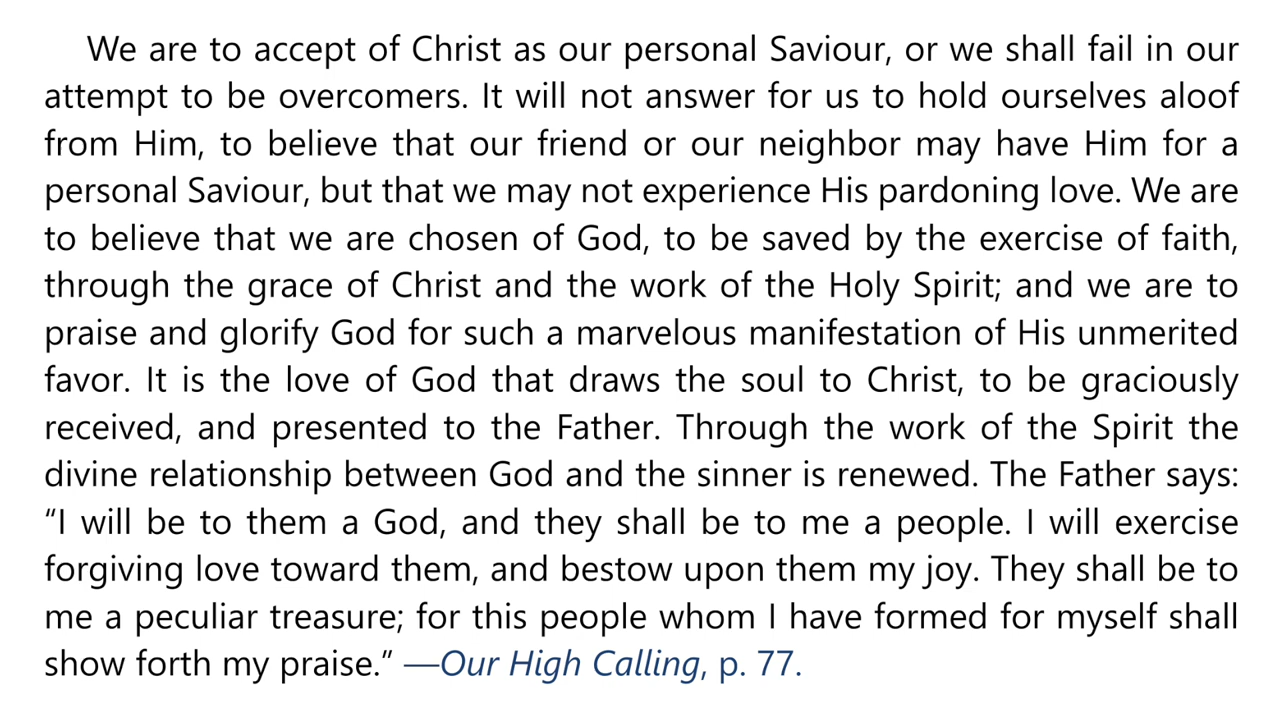 We are to accept of Christ as our personal Saviour, or we shall fail in our
attempt to be overcomers. It will not answer for us to hold ourselves aloof
from Him, to believe that our friend or our neighbor may have Him for a
personal Saviour, but that we may not experience His pardoning love. We are
to believe that we are chosen of God, to be saved by the exercise of faith,
through the grace of Christ and the work of the Holy Spirit; and we are to
praise and glorify God for such a marvelous manifestation of His unmerited
favor. It is the love of God that draws the soul to Christ, to be graciously
received, and presented to the Father. Through the work of the Spirit the
divine relationship between God and the sinner is renewed. The Father says:
“I will be to them a God, and they shall be to me a people. I will exercise
forgiving love toward them, and bestow upon them my joy. They shall be to
me a peculiar treasure; for this people whom I have formed for myself shall
show forth my praise.” —Our High Calling, p. 77.